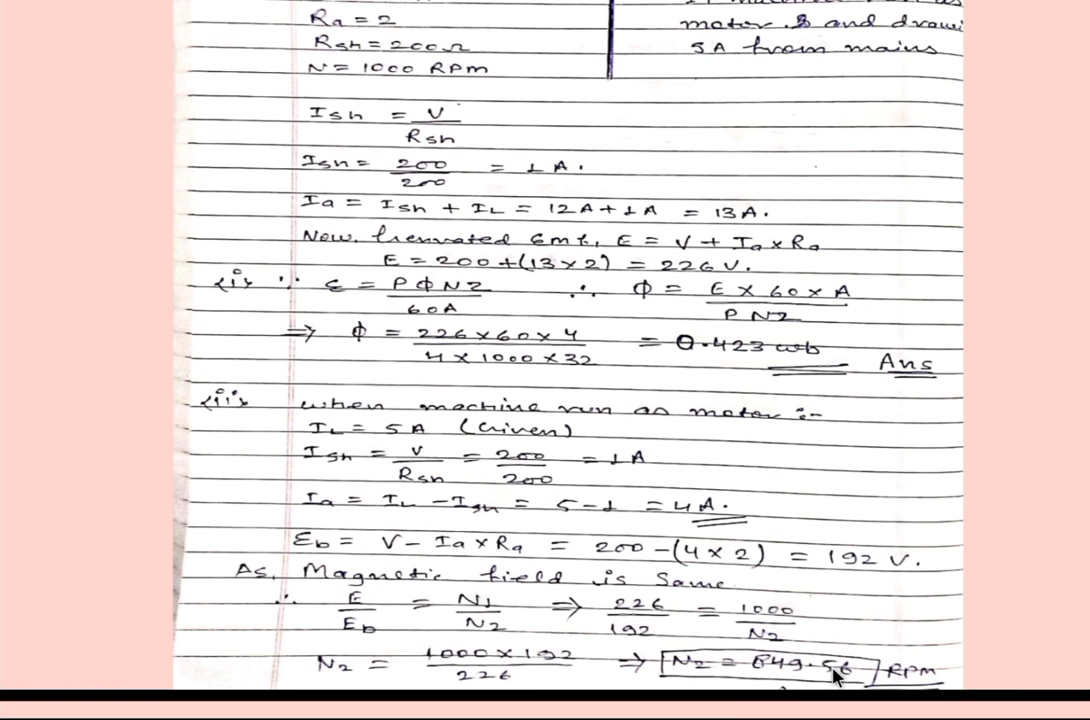 Ra = 2
Rsh = 200Ω
N = 1000 RPM
motor & and drawi
5A from mains
Ish = V / Rsh
Ish = 200 / 200 = 1 A.
Ia = Ish + IL = 12A + 1A = 13A.
Now, Genrated Emf, E = V + Ia x Ra
E = 200 + (13 x 2) = 226 V.
(i) ∵ E = PΦNZ / 60A ∴ Φ = E x 60 x A / PNZ
⇒ Φ = 226 x 60 x 4 / 4 x 1000 x 32 = 0.423 wb Ans
(ii) when machine run as motor :-
IL = 5A (Given)
Ish = V / Rsh = 200 / 200 = 1A
Ia = IL - Ish = 5 - 1 = 4A.
Eb = V - Ia x Ra = 200 - (4 x 2) = 192 V.
As, Magnetic field is Same
∴ E / Eb = N1 / N2 ⇒ 226 / 192 = 1000 / N2
N2 = 1000 x 192 / 226 ⇒ N2 = 849.56 RPM